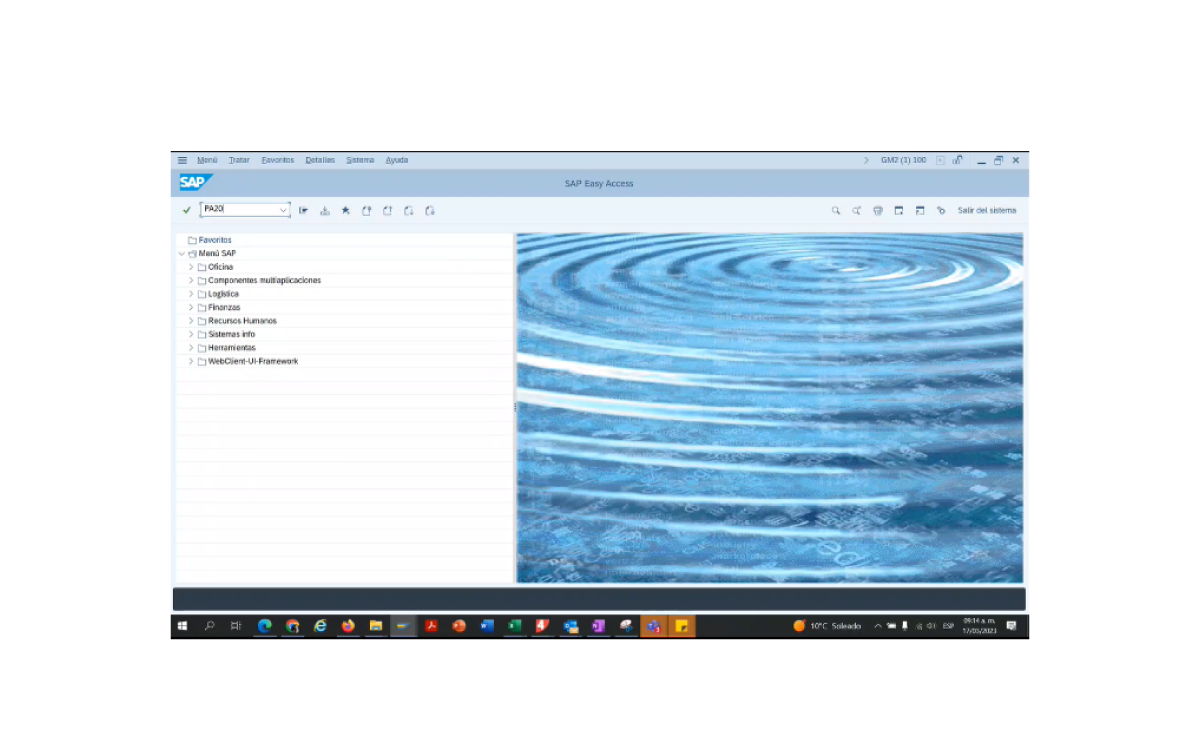 Menú Tratar Favoritos Detalles Sistema Ayuda GM2 (1) 100
SAP
SAP Easy Access
PA20 Salir del sistema
Favoritos
Menú SAP
Oficina
Componentes multiaplicaciones
Logística
Finanzas
Recursos Humanos
Sistemas info
Herramientas
WebClient-UI-Framework
10°C Soleado ESP 09:14 a. m.
17/05/2023